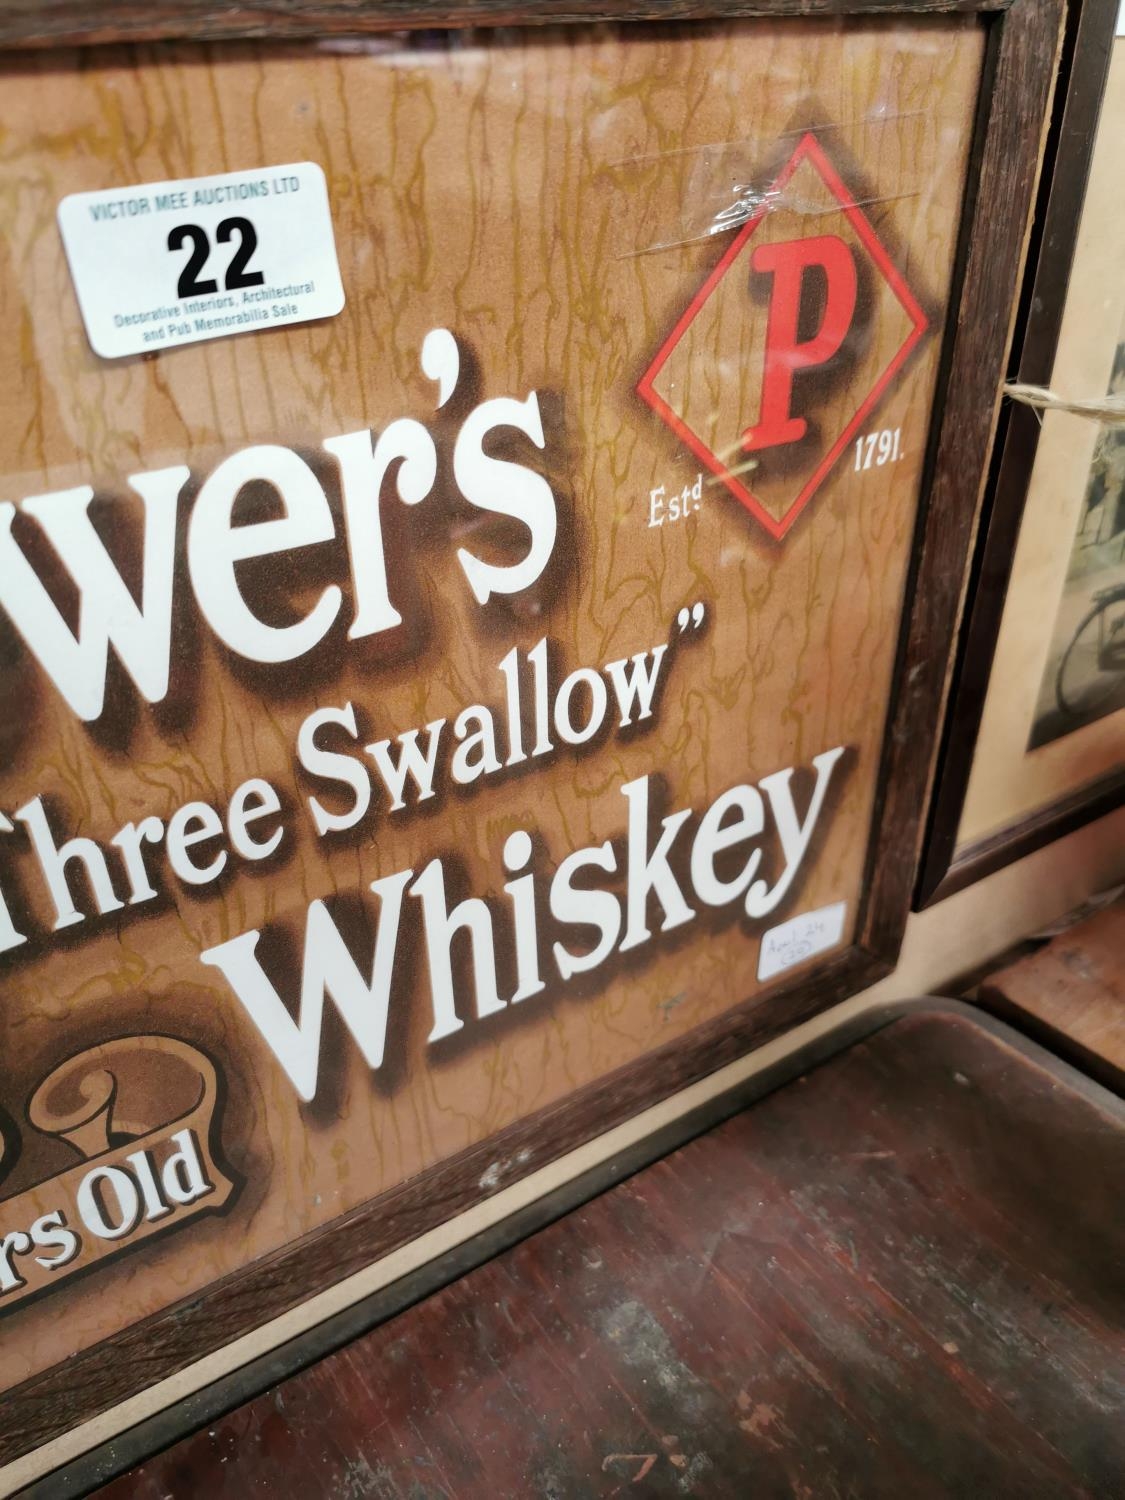 VICTOR MEE AUCTIONS LTD
22
Decorative Interiors, Architectural
and Pub Memorabilia Sale
P
Estd 1791.
wer's
Three Swallow”
Whiskey
rs Old